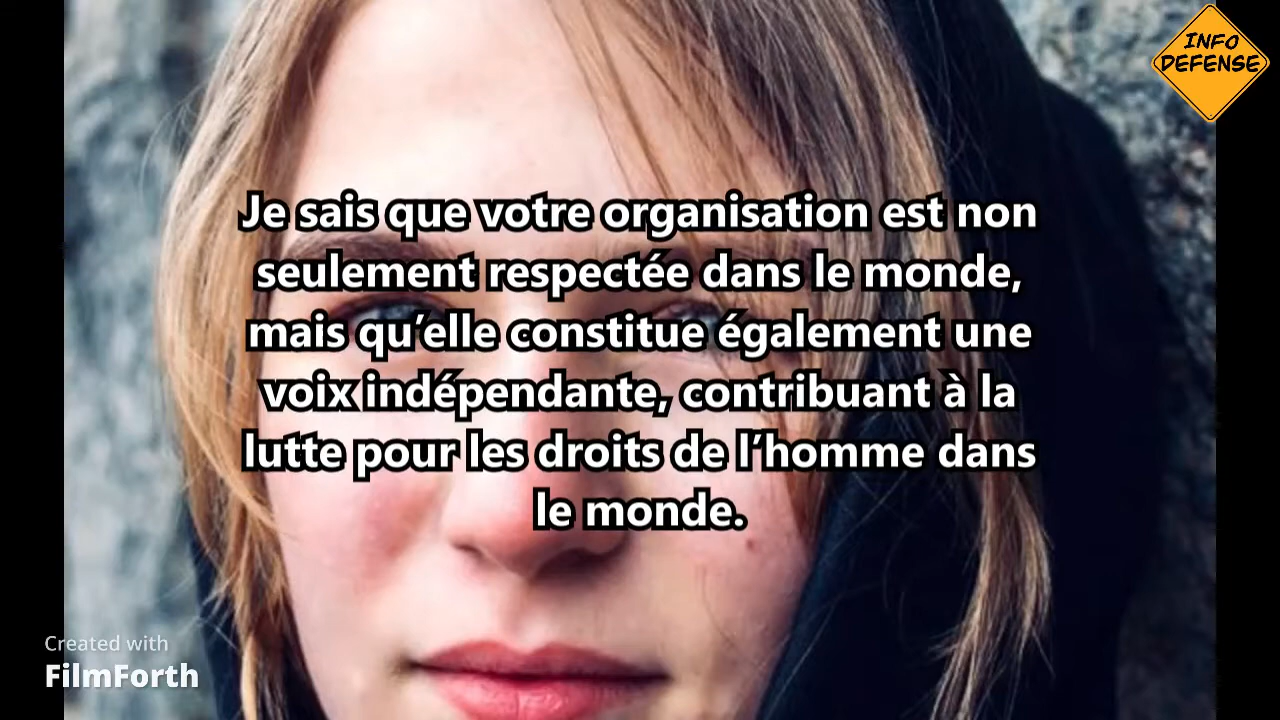 INFO
DEFENSE
Je sais que votre organisation est non
seulement respectée dans le monde,
mais qu’elle constitue également une
voix indépendante, contribuant à la
lutte pour les droits de l’homme dans
le monde.
Created with
FilmForth